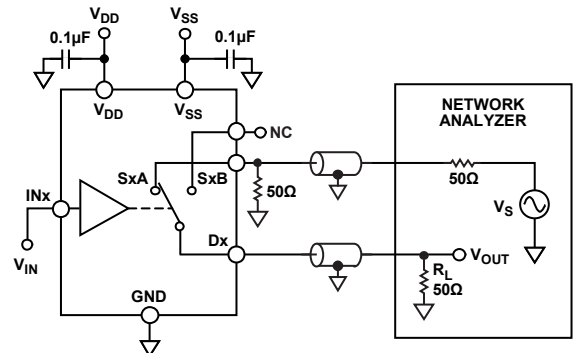 VDD
VSS
0.1µF
0.1µF
VDD
VSS
NETWORK
ANALYZER
NC
SxA
SxB
INx
50Ω
50Ω
VS
Dx
VIN
VOUT
RL
50Ω
GND